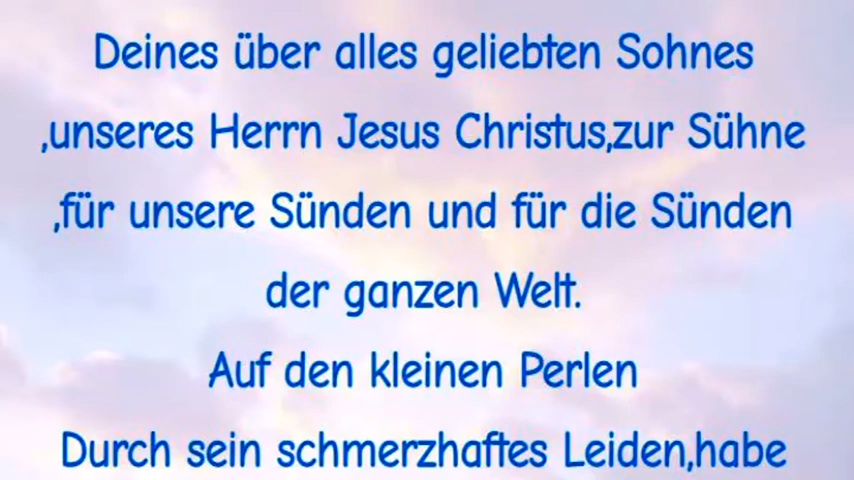 Deines über alles geliebten Sohnes
,unseres Herrn Jesus Christus,zur Sühne
,für unsere Sünden und für die Sünden
der ganzen Welt.
Auf den kleinen Perlen
Durch sein schmerzhaftes Leiden,habe